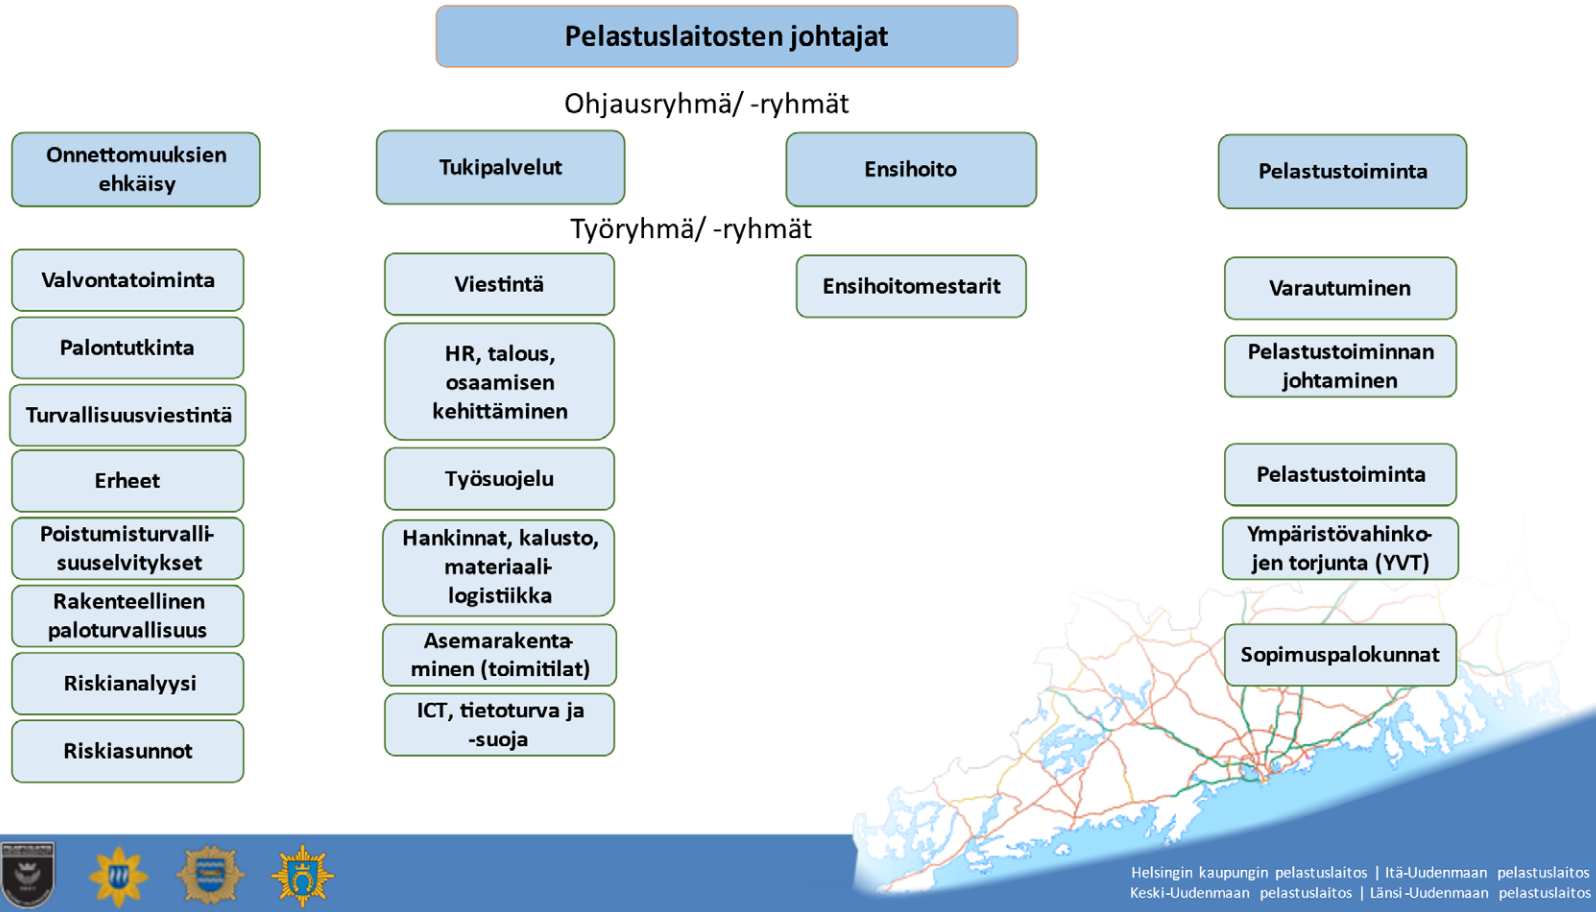 Pelastuslaitosten johtajat
Ohjausryhmä/ -ryhmät
Onnettomuuksien
ehkäisy
Tukipalvelut
Ensihoito
Pelastustoiminta
Työryhmä/ -ryhmät
Valvontatoiminta
Palontutkinta
Turvallisuusviestintä
Erheet
Poistumisturvalli-
suuselvitykset
Rakenteellinen
paloturvallisuus
Riskianalyysi
Riskiasunnot
Viestintä
HR, talous,
osaamisen
kehittäminen
Työsuojelu
Hankinnat, kalusto,
materiaali-
logistiikka
Asemarakenta-
minen (toimitilat)
ICT, tietoturva ja
-suoja
Ensihoitomestarit
Varautuminen
Pelastustoiminnan
johtaminen
Pelastustoiminta
Ympäristövahinko-
jen torjunta (YVT)
Sopimuspalokunnat
Helsingin kaupungin pelastuslaitos | Itä-Uudenmaan pelastuslaitos
Keski-Uudenmaan pelastuslaitos | Länsi-Uudenmaan pelastuslaitos